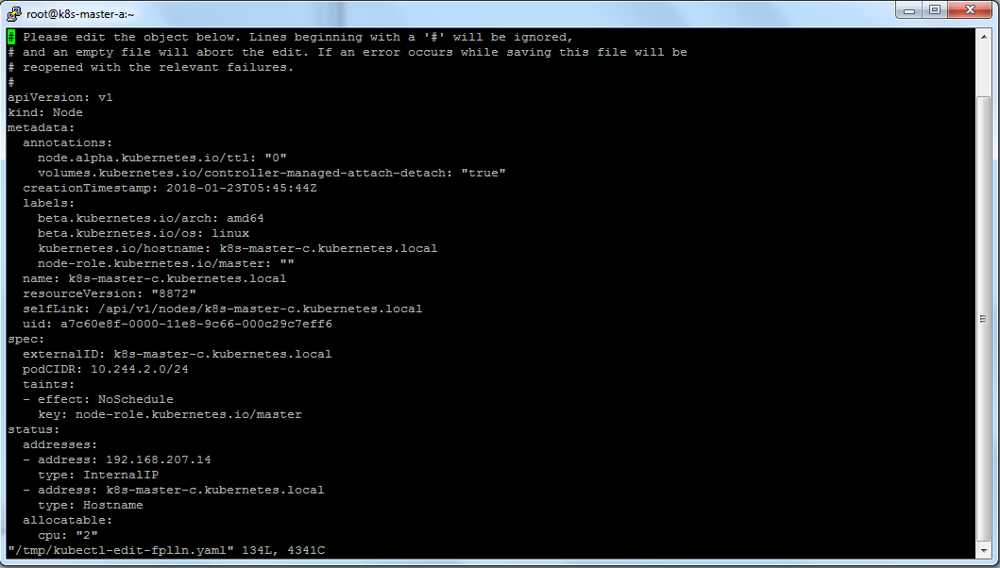 root@k8s-master-a:~
# Please edit the object below. Lines beginning with a '#' will be ignored,
# and an empty file will abort the edit. If an error occurs while saving this file will be
# reopened with the relevant failures.
#
apiVersion: v1
kind: Node
metadata:
  annotations:
    node.alpha.kubernetes.io/ttl: "0"
    volumes.kubernetes.io/controller-managed-attach-detach: "true"
  creationTimestamp: 2018-01-23T05:45:44Z
  labels:
    beta.kubernetes.io/arch: amd64
    beta.kubernetes.io/os: linux
    kubernetes.io/hostname: k8s-master-c.kubernetes.local
    node-role.kubernetes.io/master: ""
  name: k8s-master-c.kubernetes.local
  resourceVersion: "8872"
  selfLink: /api/v1/nodes/k8s-master-c.kubernetes.local
  uid: a7c60e8f-0000-11e8-9c66-000c29c7eff6
spec:
  externalID: k8s-master-c.kubernetes.local
  podCIDR: 10.244.2.0/24
  taints:
  - effect: NoSchedule
    key: node-role.kubernetes.io/master
status:
  addresses:
  - address: 192.168.207.14
    type: InternalIP
  - address: k8s-master-c.kubernetes.local
    type: Hostname
  allocatable:
    cpu: "2"
"/tmp/kubectl-edit-fplln.yaml" 134L, 4341C